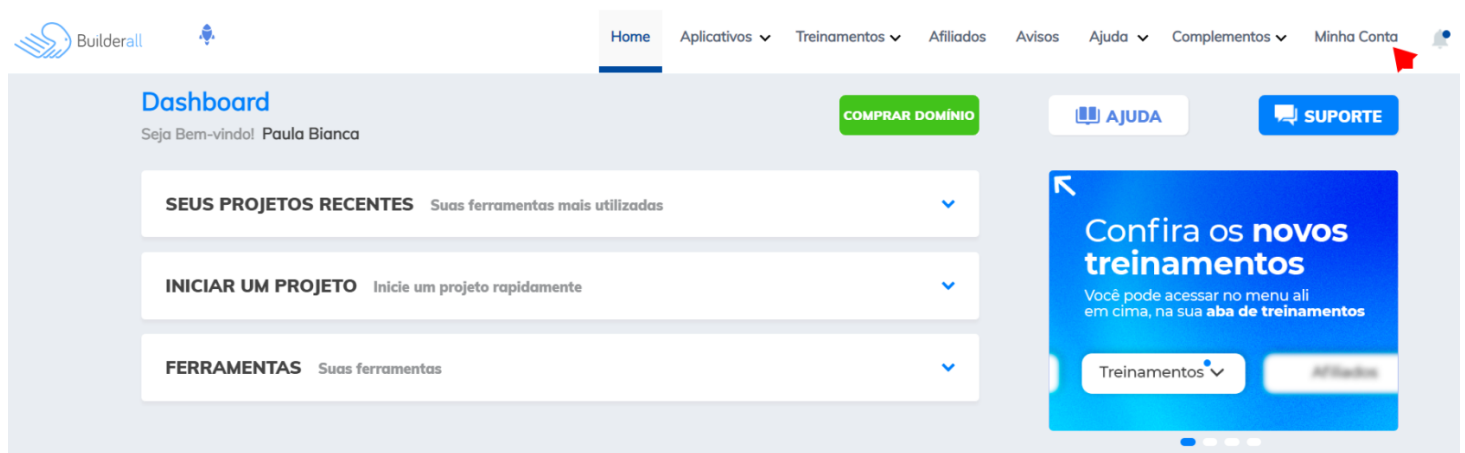 Builderall
Home Aplicativos Treinamentos Afiliados Avisos Ajuda Complementos Minha Conta
Dashboard
Seja Bem-vindo! Paula Bianca
COMPRAR DOMÍNIO
AJUDA
SUPORTE
SEUS PROJETOS RECENTES Suas ferramentas mais utilizadas
INICIAR UM PROJETO Inicie um projeto rapidamente
FERRAMENTAS Suas ferramentas
Confira os novos
treinamentos
Você pode acessar no menu ali
em cima, na sua aba de treinamentos
Treinamentos
Afiliados